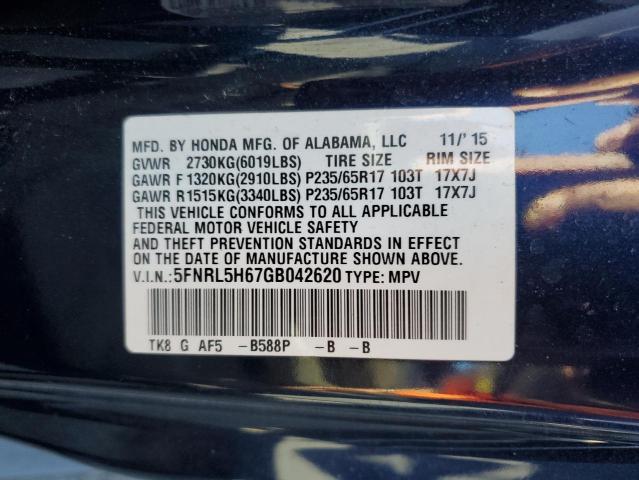 MFD. BY HONDA MFG. OF ALABAMA, LLC 11/'15
GVWR 2730KG(6019LBS) TIRE SIZE RIM SIZE
GAWR F 1320KG(2910LBS) P235/65R17 103T 17X7J
GAWR R1515KG(3340LBS) P235/65R17 103T 17X7J
THIS VEHICLE CONFORMS TO ALL APPLICABLE
FEDERAL MOTOR VEHICLE SAFETY
AND THEFT PREVENTION STANDARDS IN EFFECT
ON THE DATE OF MANUFACTURE SHOWN ABOVE.
V.I.N.:5FNRL5H67GB042620 TYPE: MPV
TK8 G AF5 -B588P -B -B